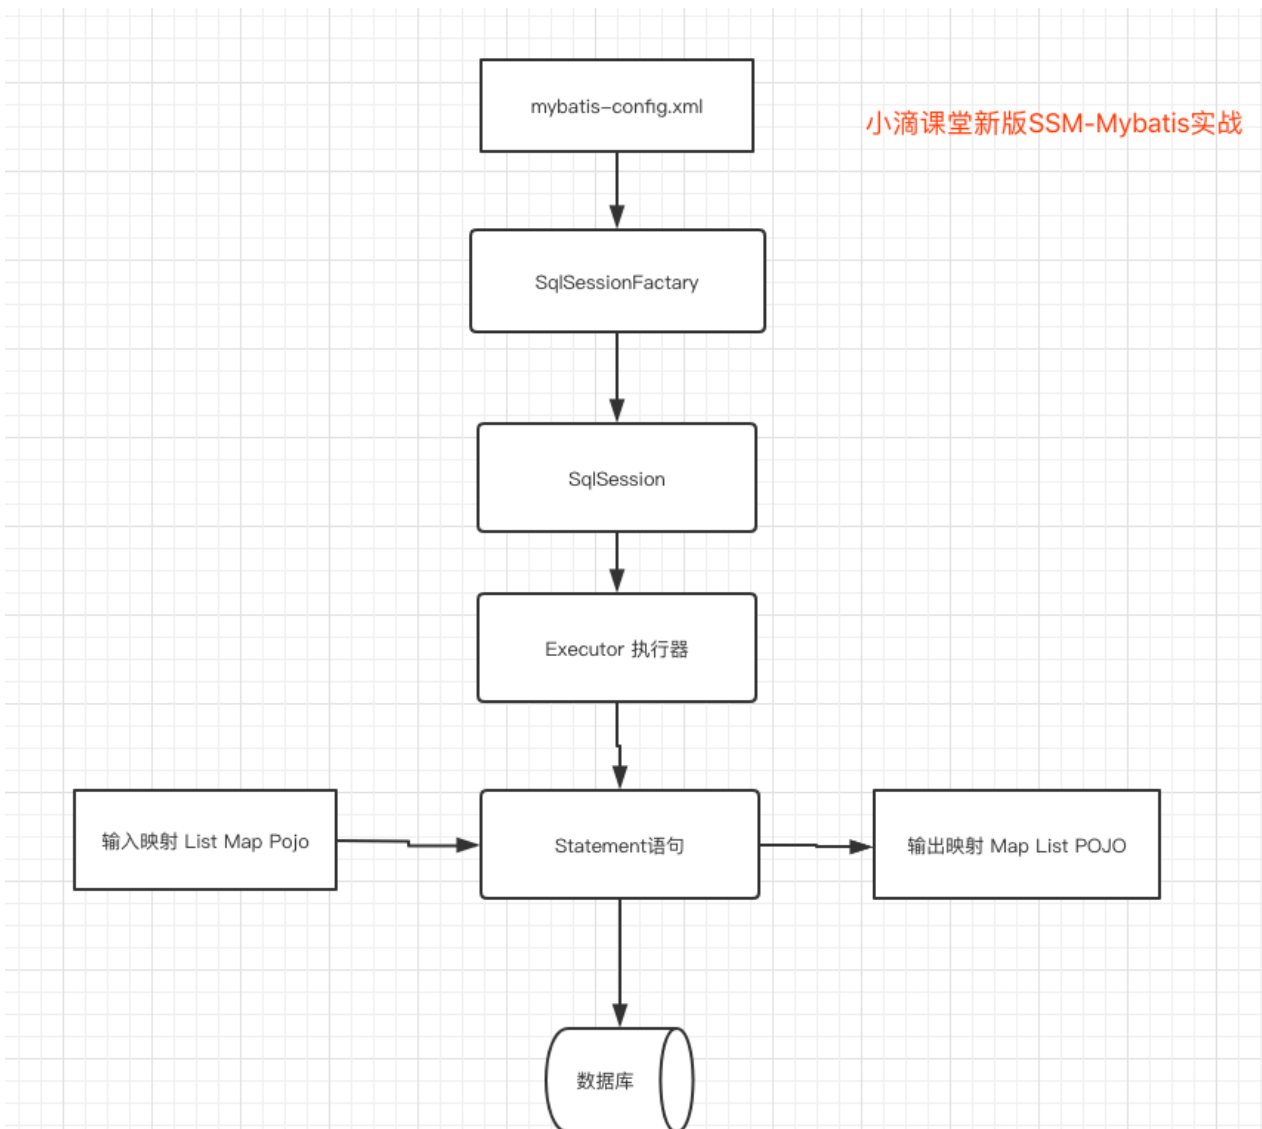 mybatis-config.xml
小滴课堂新版SSM-Mybatis实战
SqlSessionFactary
SqlSession
Executor 执行器
输入映射 List Map Pojo
Statement语句
输出映射 Map List POJO
数据库